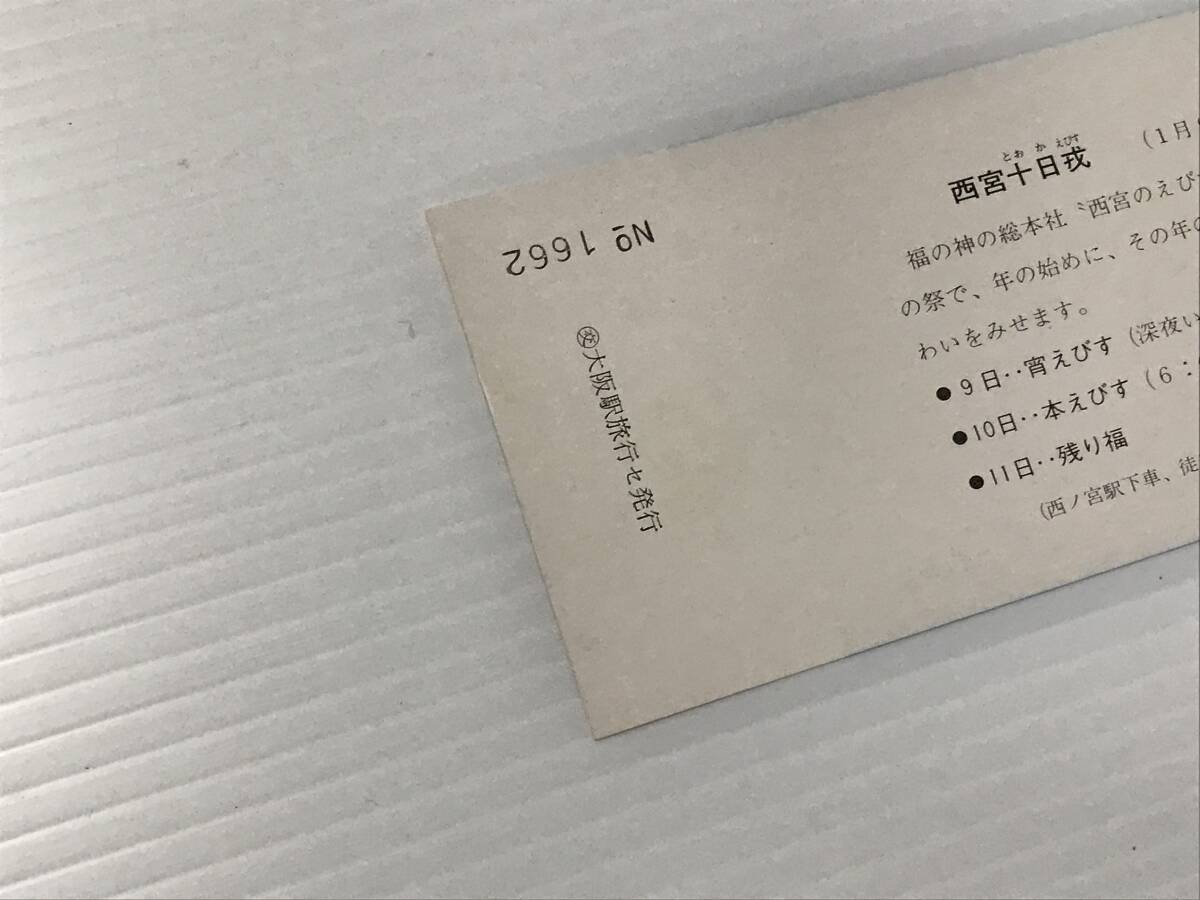 西宮十日戎 (1月
とおかえびす
福の神の総本社〝西宮のえび
の祭で、年の始めに、その年の
わいをみせます。
●9日‥宵えびす (深夜い
●10日‥本えびす (6：
●11日‥残り福
(西ノ宮駅下車、徒
№ 1662
㊋大阪駅旅行セ発行